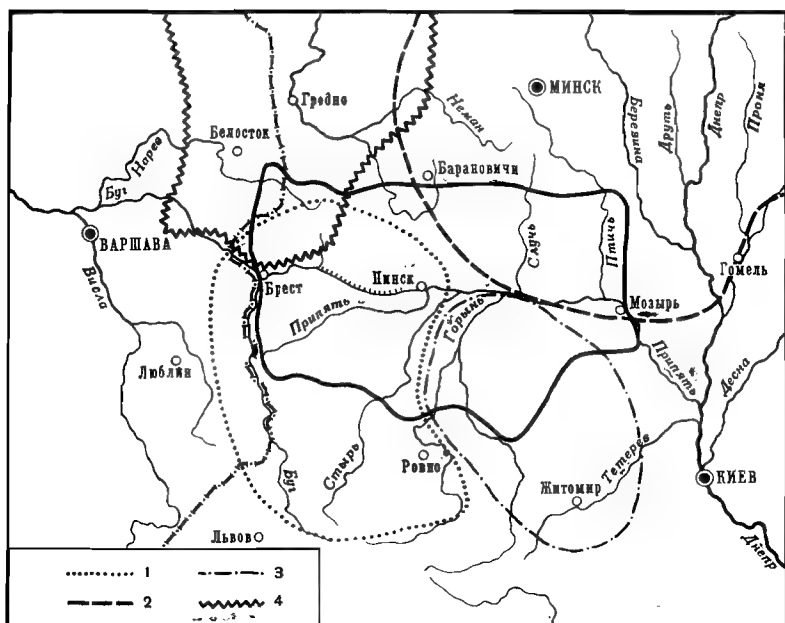 МИНСК
Гродно
Неман
Березина
Друть
Днепр
Проня
Белосток
Нарев
Буг
Барановичи
ВАРШАВА
Случь
Птичь
Гомель
Висла
Брест
Пинск
Мозырь
Припять
Горынь
Припять
Десна
Люблин
Стырь
Ровно
Тетерев
Буг
Житомир
КИЕВ
Львов
Днепр
1 3
2 4